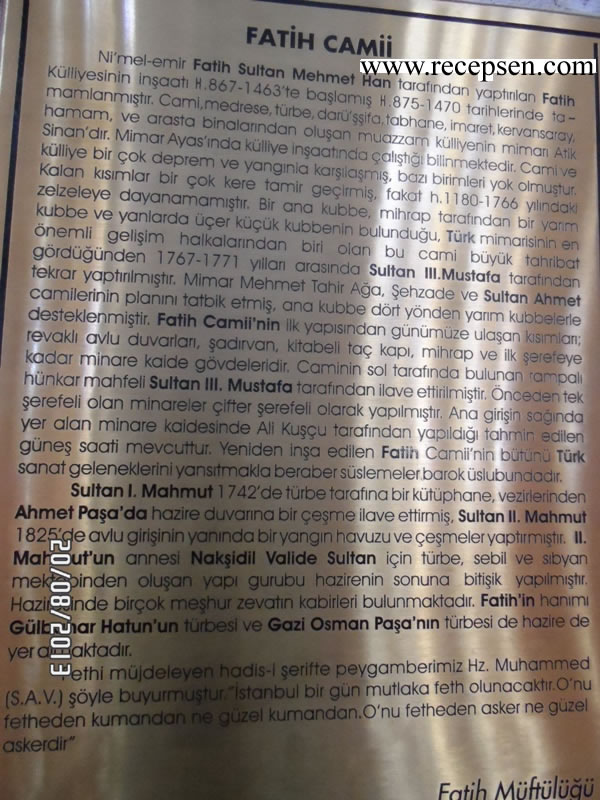 FATİH CAMİİ
www.recepsen.com
Ni'mel-emir Fatih Sultan Mehmet Han tarafından yaptırılan Fatih
Külliyesinin inşaatı H.867-1463'te başlamış H.875-1470 tarihlerinde ta-
mamlanmıştır. Cami,medrese, türbe, darü'şşifa,tabhane, imaret, kervansaray,
hamam, ve arasta binalarından oluşan muazzam külliyenin mimarı Atik
Sinan'dır. Mimar Ayas'ında külliye inşaatında çalıştığı bilinmektedir. Cami ve
külliye bir çok deprem ve yangınla karşılaşmış, bazı birimleri yok olmuştur.
Kalan kısımlar bir çok kere tamir geçirmiş, fakat h.1180-1766 yılındaki
zelzeleye dayanamamıştır. Bir ana kubbe, mihrap tarafından bir yarım
kubbe ve yanlarda üçer küçük kubbenin bulunduğu, Türk mimarisinin en
önemli gelişim halkalarından biri olan bu cami büyük tahribat
gördüğünden 1767-1771 yılları arasında Sultan III.Mustafa tarafından
tekrar yaptırılmıştır. Mimar Mehmet Tahir Ağa, Şehzade ve Sultan Ahmet
camilerinin planını tatbik etmiş, ana kubbe dört yönden yarım kubbelerle
desteklenmiştir. Fatih Camii'nin ilk yapısından günümüze ulaşan kısımları;
revaklı avlu duvarları, şadırvan, kitabeli taç kapı, mihrap ve ilk şerefeye
kadar minare kaide gövdeleridir. Caminin sol tarafında bulunan rampalı
hünkar mahfeli Sultan III. Mustafa tarafından ilave ettirilmiştir. Önceden tek
şerefeli olan minareler çifter şerefeli olarak yapılmıştır. Ana girişin sağında
yer alan minare kaidesinde Ali Kuşçu tarafından yapıldığı tahmin edilen
güneş saati mevcuttur. Yeniden inşa edilen Fatih Camii'nin bütünü Türk
sanat geleneklerini yansıtmakla beraber süslemeler barok üslubundadır.
Sultan I. Mahmut 1742'de türbe tarafına bir kütüphane, vezirlerinden
Ahmet Paşa'da hazire duvarına bir çeşme ilave ettirmiş, Sultan II. Mahmut
1825'de avlu girişinin yanında bir yangın havuzu ve çeşmeler yaptırmıştır. II.
Mahmut'un annesi Nakşidil Valide Sultan için türbe, sebil ve sıbyan
mektebinden oluşan yapı gurubu hazirenin sonuna bitişik yapılmıştır.
Haziresinde birçok meşhur zevatın kabirleri bulunmaktadır. Fatih'in hanımı
Gülbahar Hatun'un türbesi ve Gazi Osman Paşa'nın türbesi de hazire de
yer almaktadır.
Fethi müjdeleyen hadis-i şerifte peygamberimiz Hz. Muhammed
(S.A.V.) şöyle buyurmuştur."İstanbul bir gün mutlaka feth olunacaktır.O'nu
fetheden kumandan ne güzel kumandan.O'nu fetheden asker ne güzel
askerdir"
Fatih Müftülüğü
20/08/2013